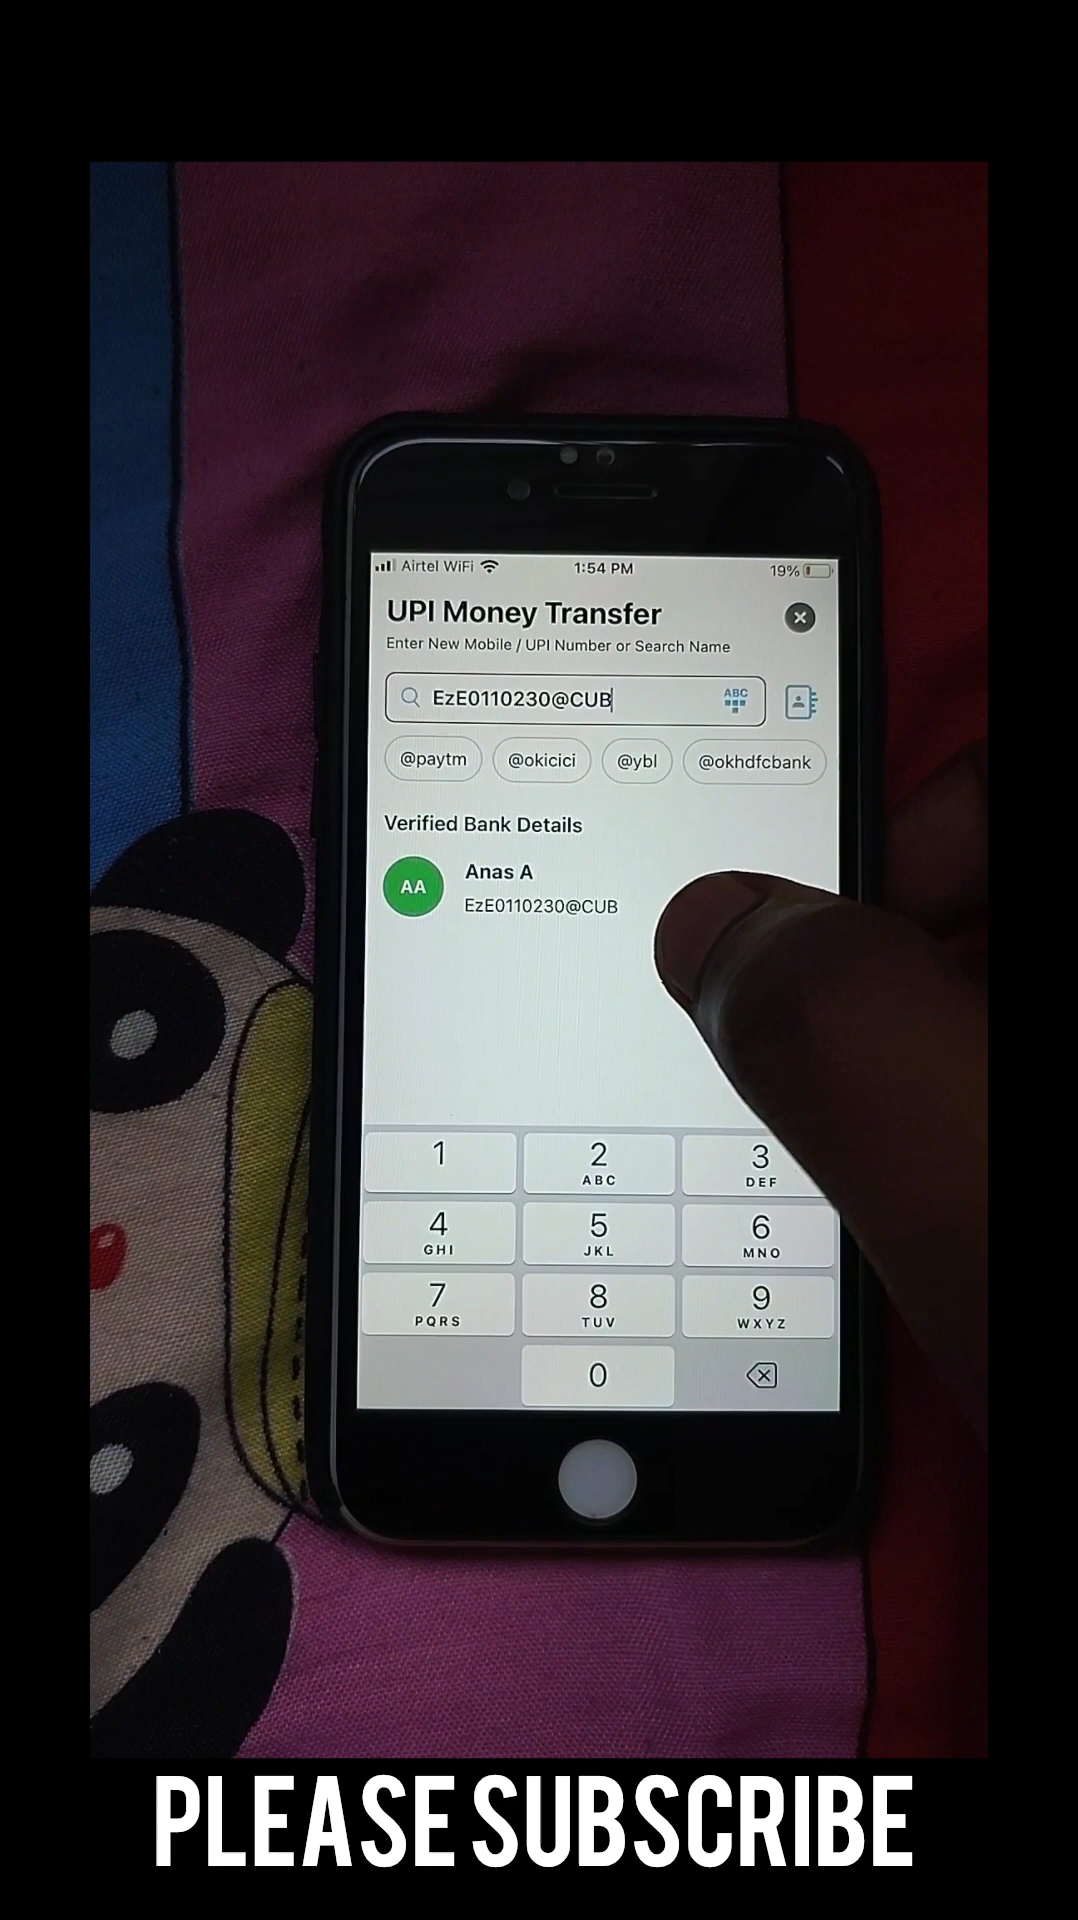 Airtel WiFi 1:54 PM 19%
UPI Money Transfer
Enter New Mobile / UPI Number or Search Name
EzE0110230@CUB ABC
@paytm @okicici @ybl @okhdfcbank
Verified Bank Details
AA Anas A
EzE0110230@CUB
1 2 3
ABC DEF
4 5 6
GHI JKL MNO
7 8 9
PQRS TUV WXYZ
0
PLEASE SUBSCRIBE